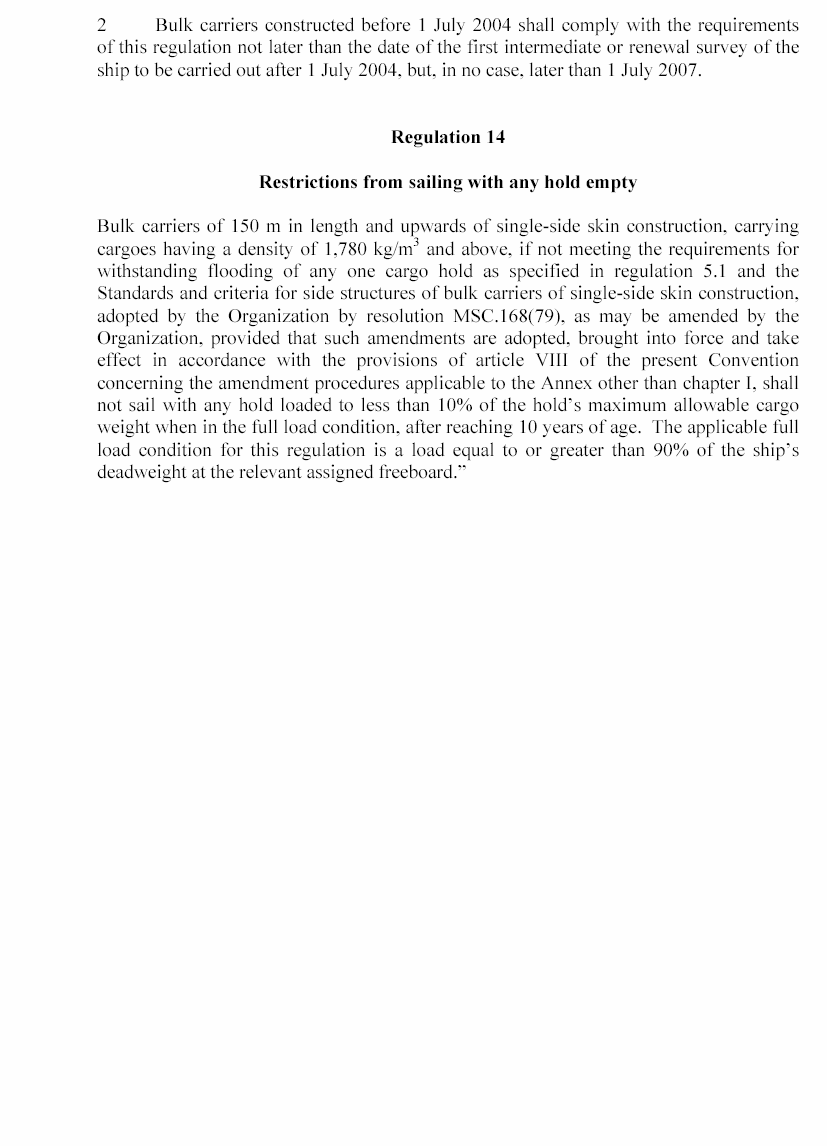 2 Bulk carriers constructed before 1 July 2004 shall comply with the requirements
of this regulation not later than the date of the first intermediate or renewal survey of the
ship to be carried out after 1 July 2004, but, in no case, later than 1 July 2007.
Regulation 14
Restrictions from sailing with any hold empty
Bulk carriers of 150 m in length and upwards of single-side skin construction, carrying
cargoes having a density of 1,780 kg/m³ and above, if not meeting the requirements for
withstanding flooding of any one cargo hold as specified in regulation 5.1 and the
Standards and criteria for side structures of bulk carriers of single-side skin construction,
adopted by the Organization by resolution MSC.168(79), as may be amended by the
Organization, provided that such amendments are adopted, brought into force and take
effect in accordance with the provisions of article VIII of the present Convention
concerning the amendment procedures applicable to the Annex other than chapter I, shall
not sail with any hold loaded to less than 10% of the hold's maximum allowable cargo
weight when in the full load condition, after reaching 10 years of age. The applicable full
load condition for this regulation is a load equal to or greater than 90% of the ship's
deadweight at the relevant assigned freeboard.”